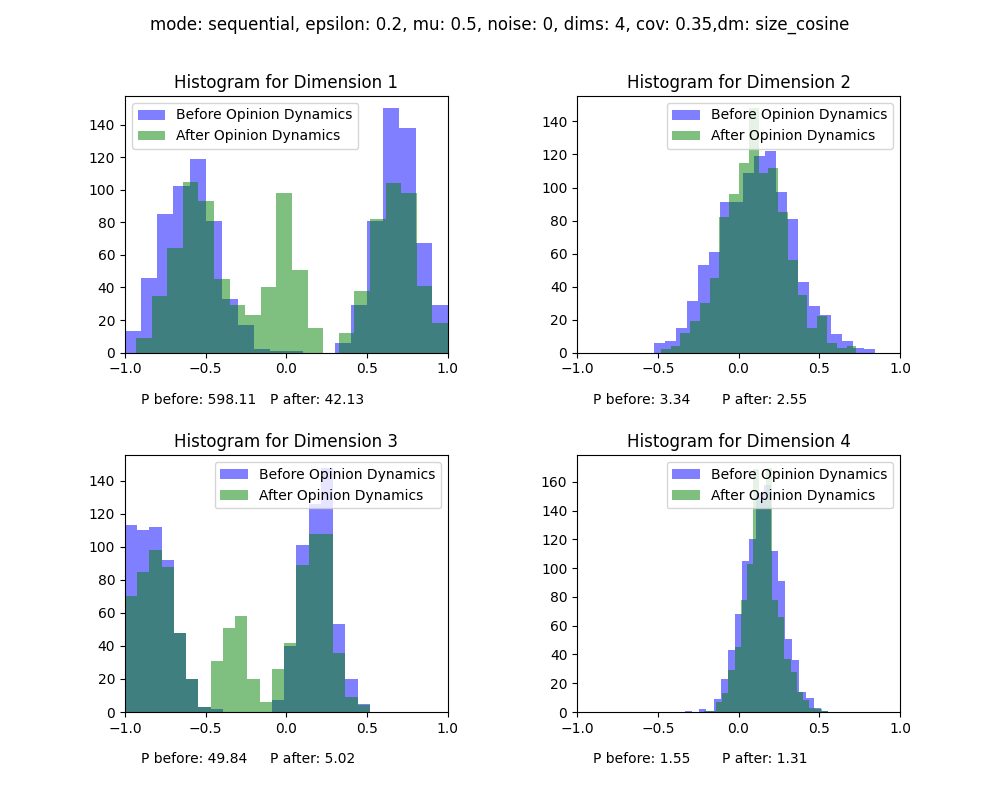 mode: sequential, epsilon: 0.2, mu: 0.5, noise: 0, dims: 4, cov: 0.35,dm: size_cosine
Histogram for Dimension 1
Before Opinion Dynamics
After Opinion Dynamics
140
120
100
80
60
40
20
0
−1.0 −0.5 0.0 0.5 1.0
P before: 598.11 P after: 42.13
Histogram for Dimension 2
Before Opinion Dynamics
After Opinion Dynamics
140
120
100
80
60
40
20
0
−1.0 −0.5 0.0 0.5 1.0
P before: 3.34 P after: 2.55
Histogram for Dimension 3
Before Opinion Dynamics
After Opinion Dynamics
140
120
100
80
60
40
20
0
−1.0 −0.5 0.0 0.5 1.0
P before: 49.84 P after: 5.02
Histogram for Dimension 4
Before Opinion Dynamics
After Opinion Dynamics
160
140
120
100
80
60
40
20
0
−1.0 −0.5 0.0 0.5 1.0
P before: 1.55 P after: 1.31